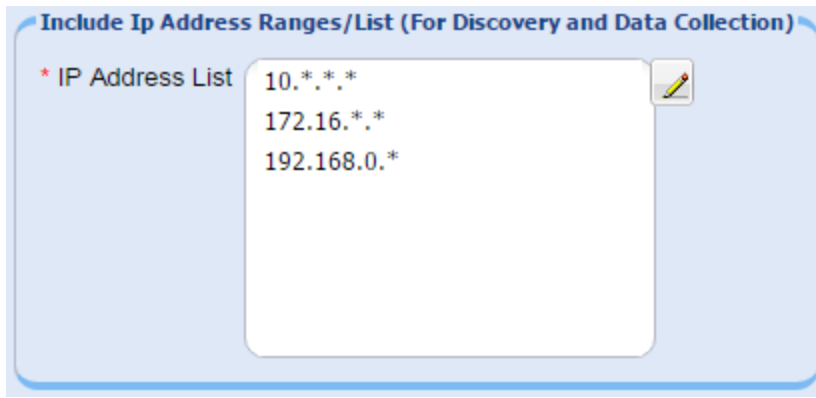 Include Ip Address Ranges/List (For Discovery and Data Collection)
* IP Address List
10.*.*.*
172.16.*.*
192.168.0.*